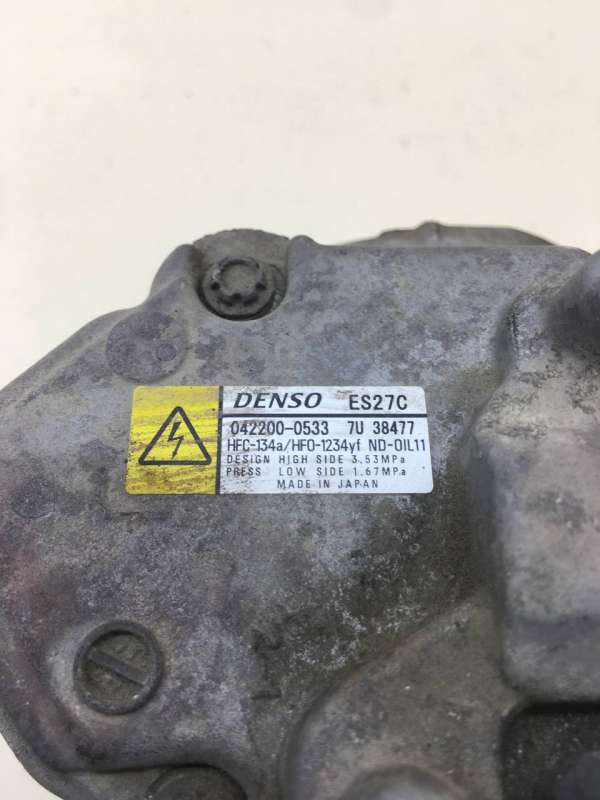 DENSO ES27C
042200-0533 7U 38477
HFC-134a/HFO-1234yf ND-OIL11
DESIGN HIGH SIDE 3.53MPa
PRESS LOW SIDE 1.67MPa
MADE IN JAPAN